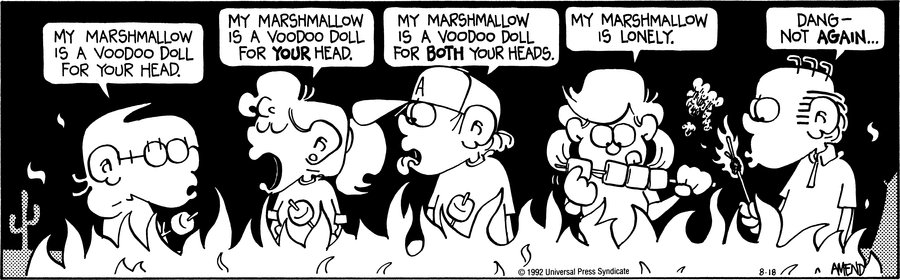 MY MARSHMALLOW
IS A VOODOO DOLL
FOR YOUR HEAD.
MY MARSHMALLOW
IS A VOODOO DOLL
FOR YOUR HEAD.
MY MARSHMALLOW
IS A VOODOO DOLL
FOR BOTH YOUR HEADS.
MY MARSHMALLOW
IS LONELY.
DANG—
NOT AGAIN...
A
© 1992 Universal Press Syndicate
8-18
AMEND